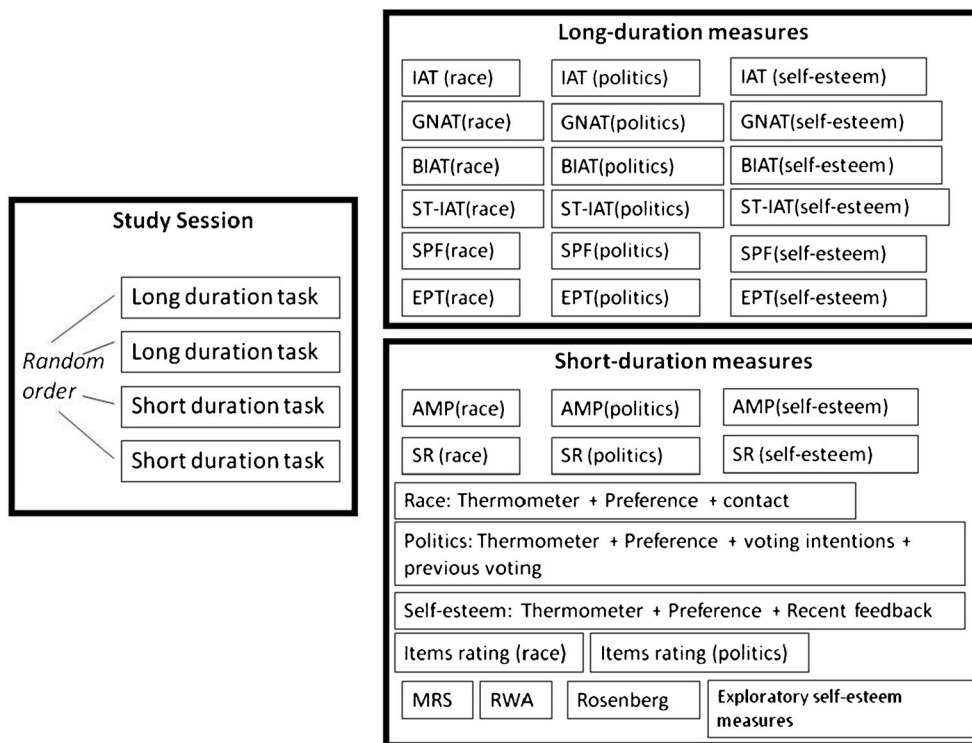 Study Session
Random
order
Long duration task
Long duration task
Short duration task
Short duration task
Long-duration measures
IAT (race) IAT (politics) IAT (self-esteem)
GNAT(race) GNAT(politics) GNAT(self-esteem)
BIAT(race) BIAT(politics) BIAT(self-esteem)
ST-IAT(race) ST-IAT(politics) ST-IAT(self-esteem)
SPF(race) SPF(politics) SPF(self-esteem)
EPT(race) EPT(politics) EPT(self-esteem)
Short-duration measures
AMP(race) AMP(politics) AMP(self-esteem)
SR (race) SR (politics) SR (self-esteem)
Race: Thermometer + Preference + contact
Politics: Thermometer + Preference + voting intentions +
previous voting
Self-esteem: Thermometer + Preference + Recent feedback
Items rating (race) Items rating (politics)
MRS RWA Rosenberg Exploratory self-esteem
measures